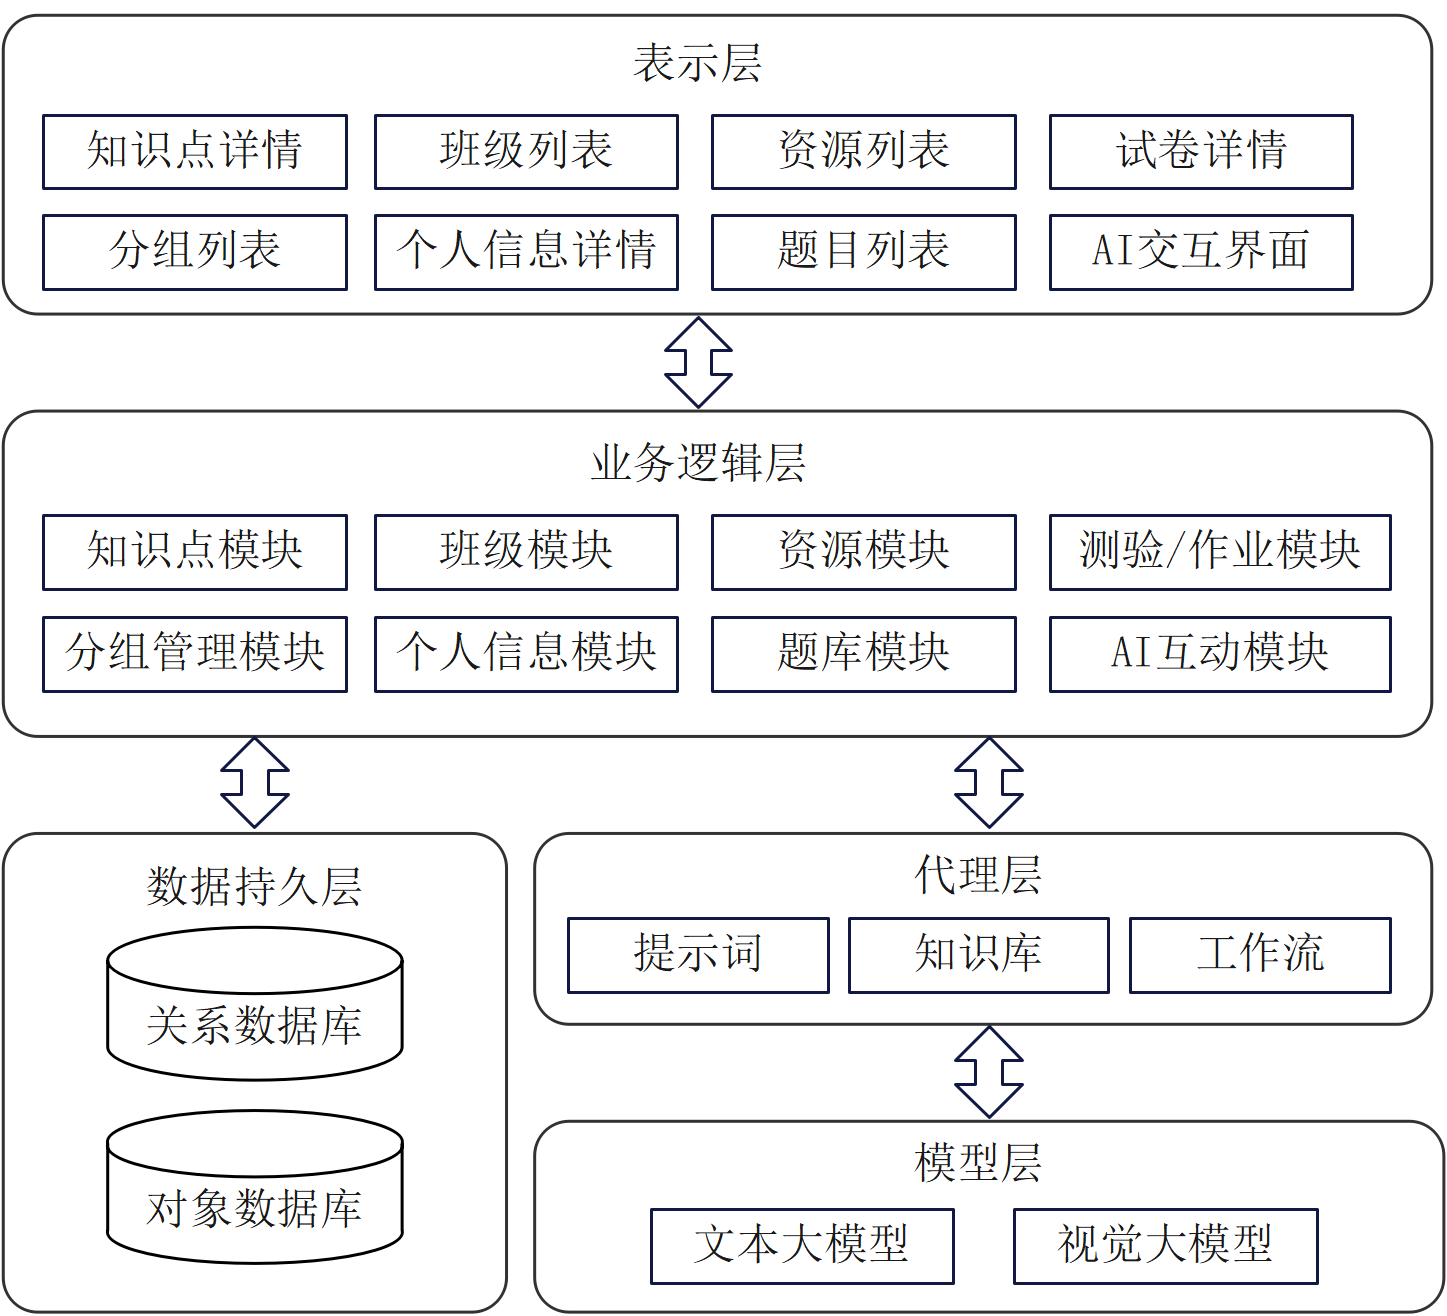 表示层
知识点详情 班级列表 资源列表 试卷详情
分组列表 个人信息详情 题目列表 AI交互界面
业务逻辑层
知识点模块 班级模块 资源模块 测验/作业模块
分组管理模块 个人信息模块 题库模块 AI互动模块
数据持久层
关系数据库
对象数据库
代理层
提示词 知识库 工作流
模型层
文本大模型 视觉大模型